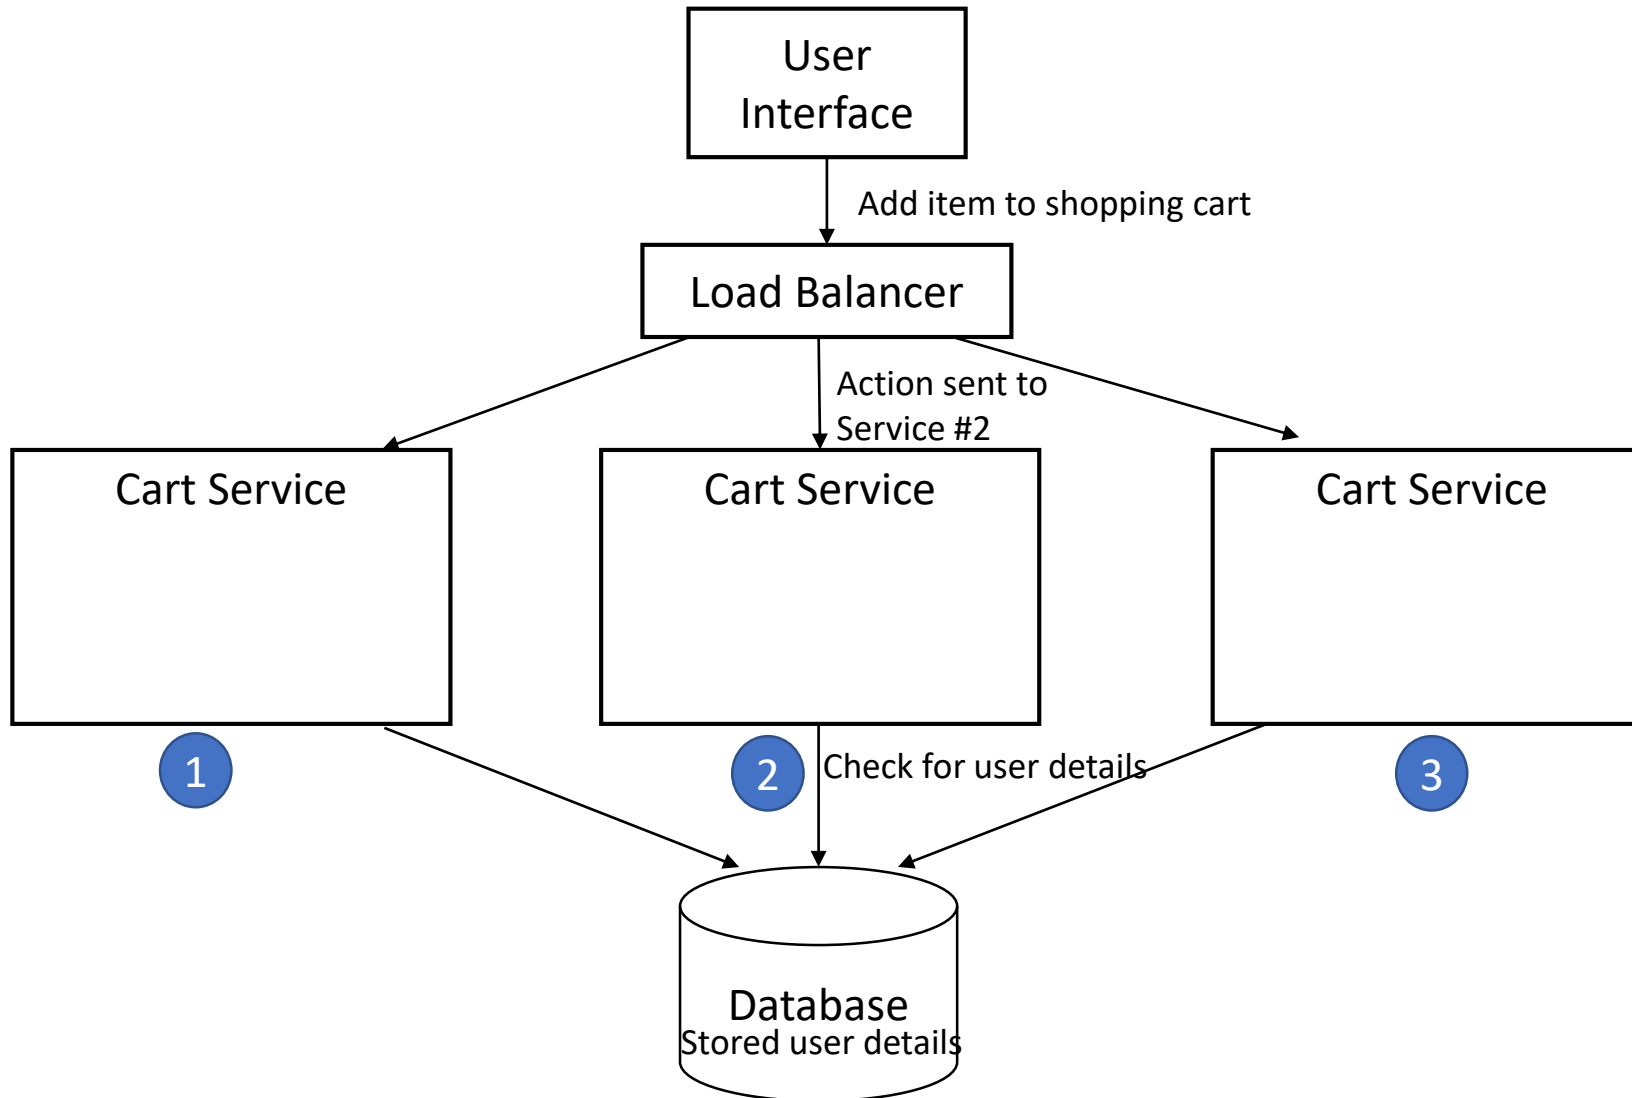 User
Interface
Add item to shopping cart
Load Balancer
Action sent to
Service #2
Cart Service
Cart Service
Cart Service
1
2
Check for user details
3
Database
Stored user details